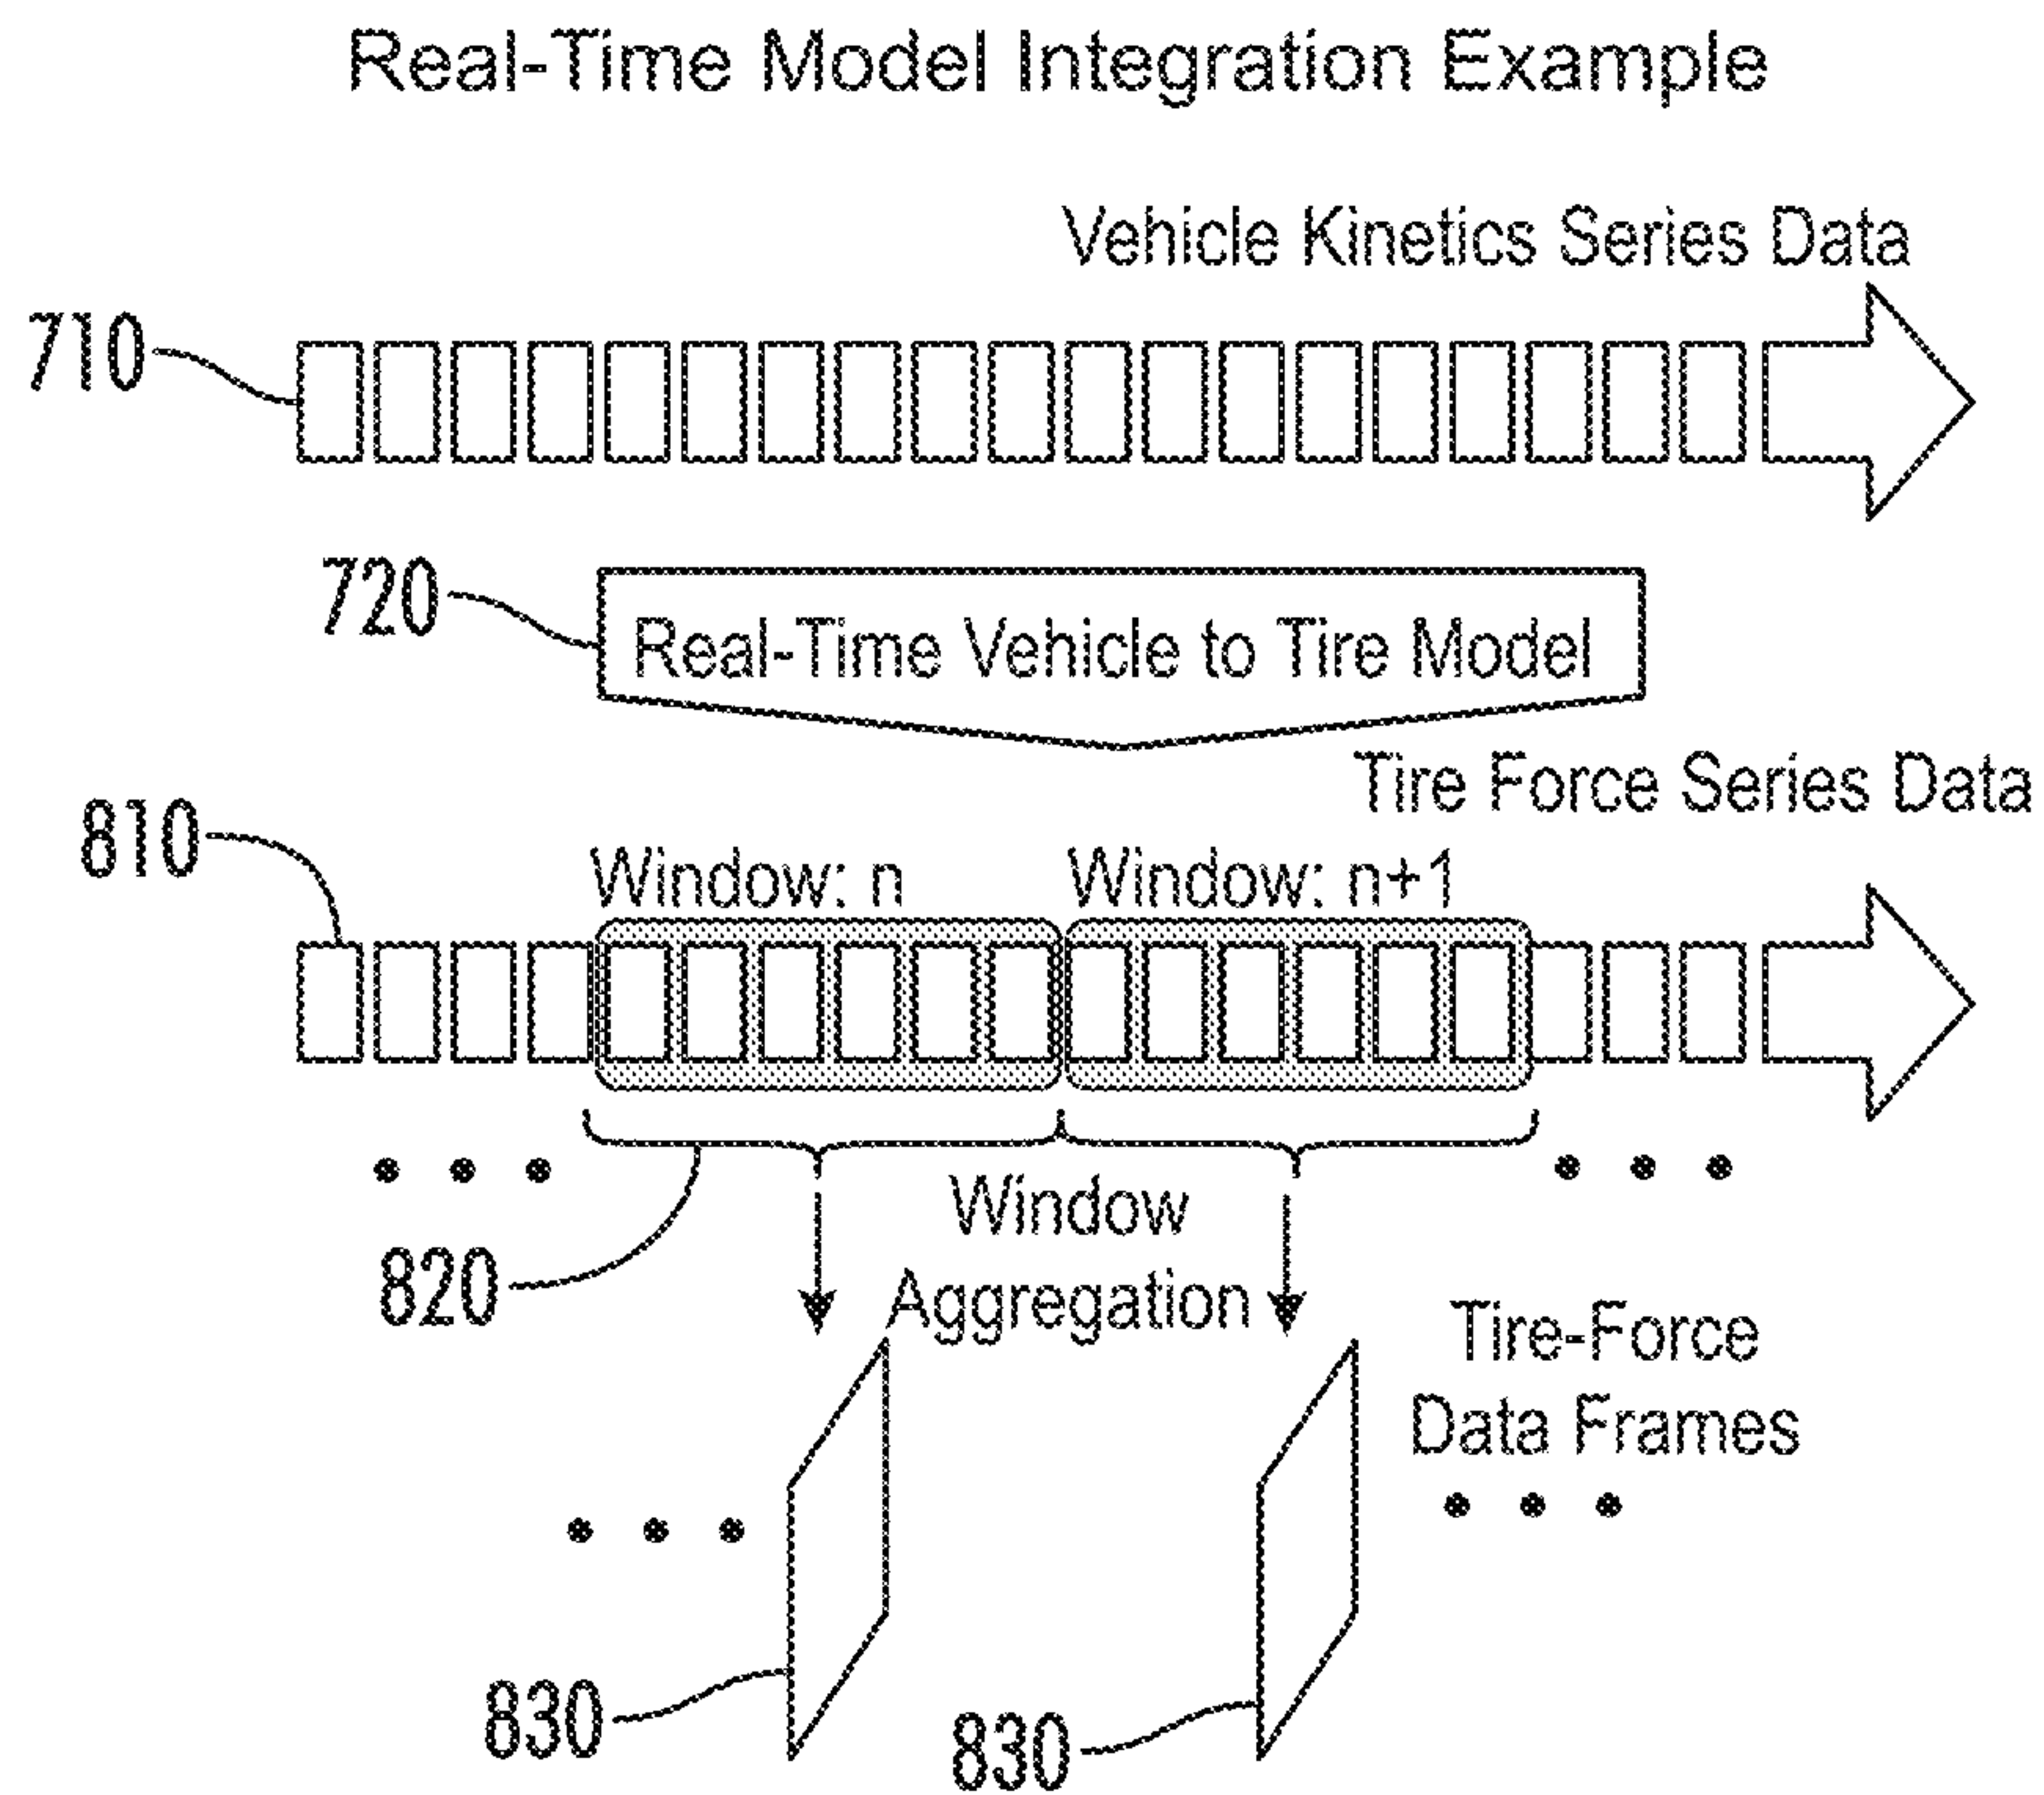 Real-Time Model Integration Example
Vehicle Kinetics Series Data
710
720
Real-Time Vehicle to Tire Model
Tire Force Series Data
810
Window: n
Window: n+1
Window
Aggregation
820
Tire-Force
Data Frames
830
830